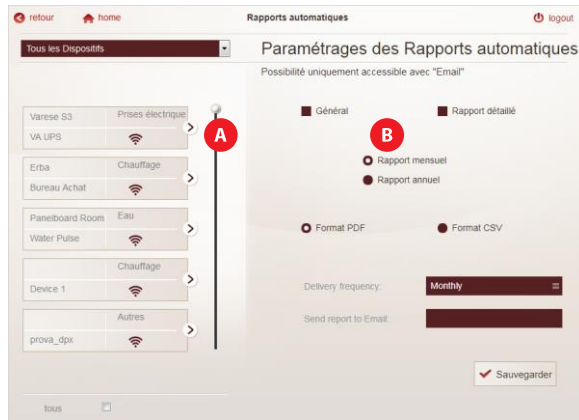 retour home Rapports automatiques logout
Tous les Dispositifs
Paramétrages des Rapports automatiques
Possibilité uniquement accessible avec "Email"
Varese S3 Prises électrique
VA UPS
A
Erba Chauffage
Bureau Achat
Panelboard Room Eau
Water Pulse
Chauffage
Device 1
Autres
prova_dpx
tous
Général Rapport détaillé
B
Rapport mensuel
Rapport annuel
Format PDF Format CSV
Delivery frequency: Monthly
Send report to Email:
Sauvegarder